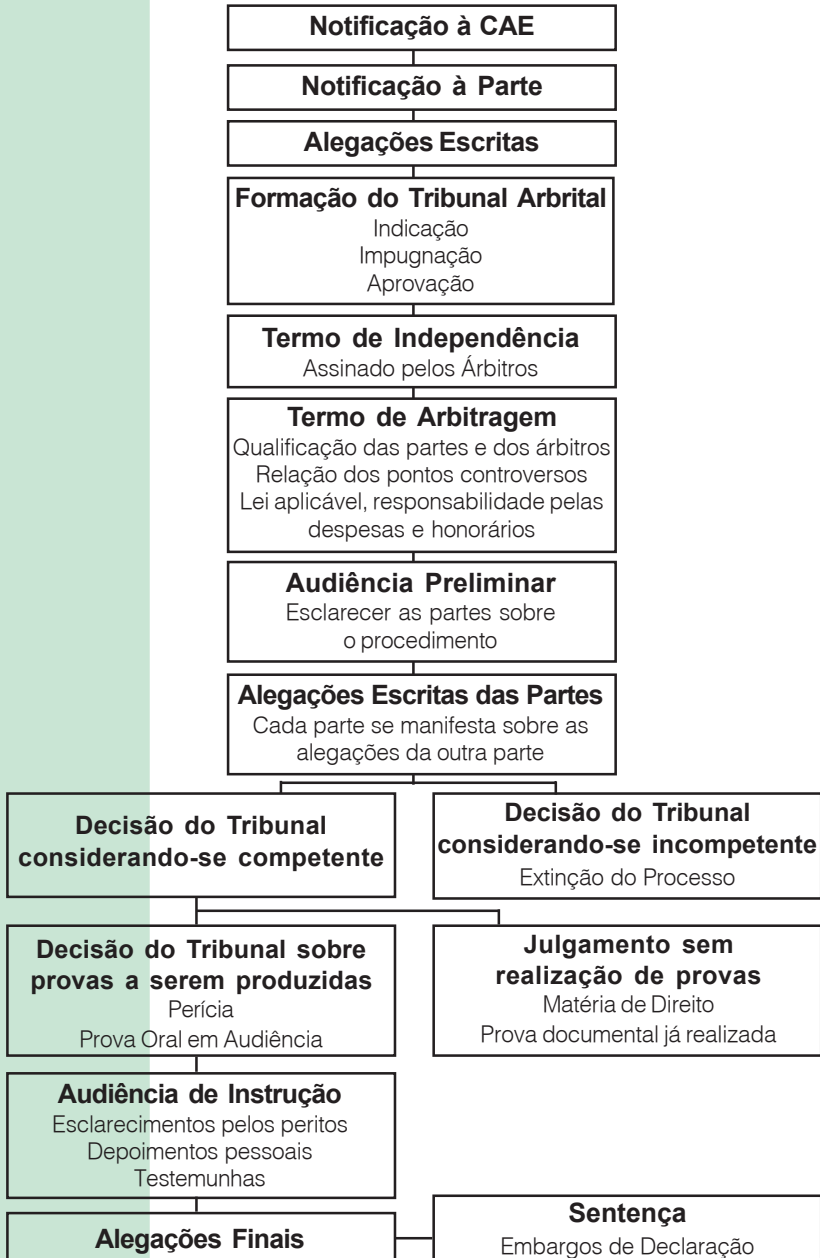 Notificação à CAE
Notificação à Parte
Alegações Escritas
Formação do Tribunal Arbrital
Indicação
Impugnação
Aprovação
Termo de Independência
Assinado pelos Árbitros
Termo de Arbitragem
Qualificação das partes e dos árbitros
Relação dos pontos controversos
Lei aplicável, responsabilidade pelas
despesas e honorários
Audiência Preliminar
Esclarecer as partes sobre
o procedimento
Alegações Escritas das Partes
Cada parte se manifesta sobre as
alegações da outra parte
Decisão do Tribunal
considerando-se competente
Decisão do Tribunal
considerando-se incompetente
Extinção do Processo
Decisão do Tribunal sobre
provas a serem produzidas
Perícia
Prova Oral em Audiência
Julgamento sem
realização de provas
Matéria de Direito
Prova documental já realizada
Audiência de Instrução
Esclarecimentos pelos peritos
Depoimentos pessoais
Testemunhas
Alegações Finais
Sentença
Embargos de Declaração